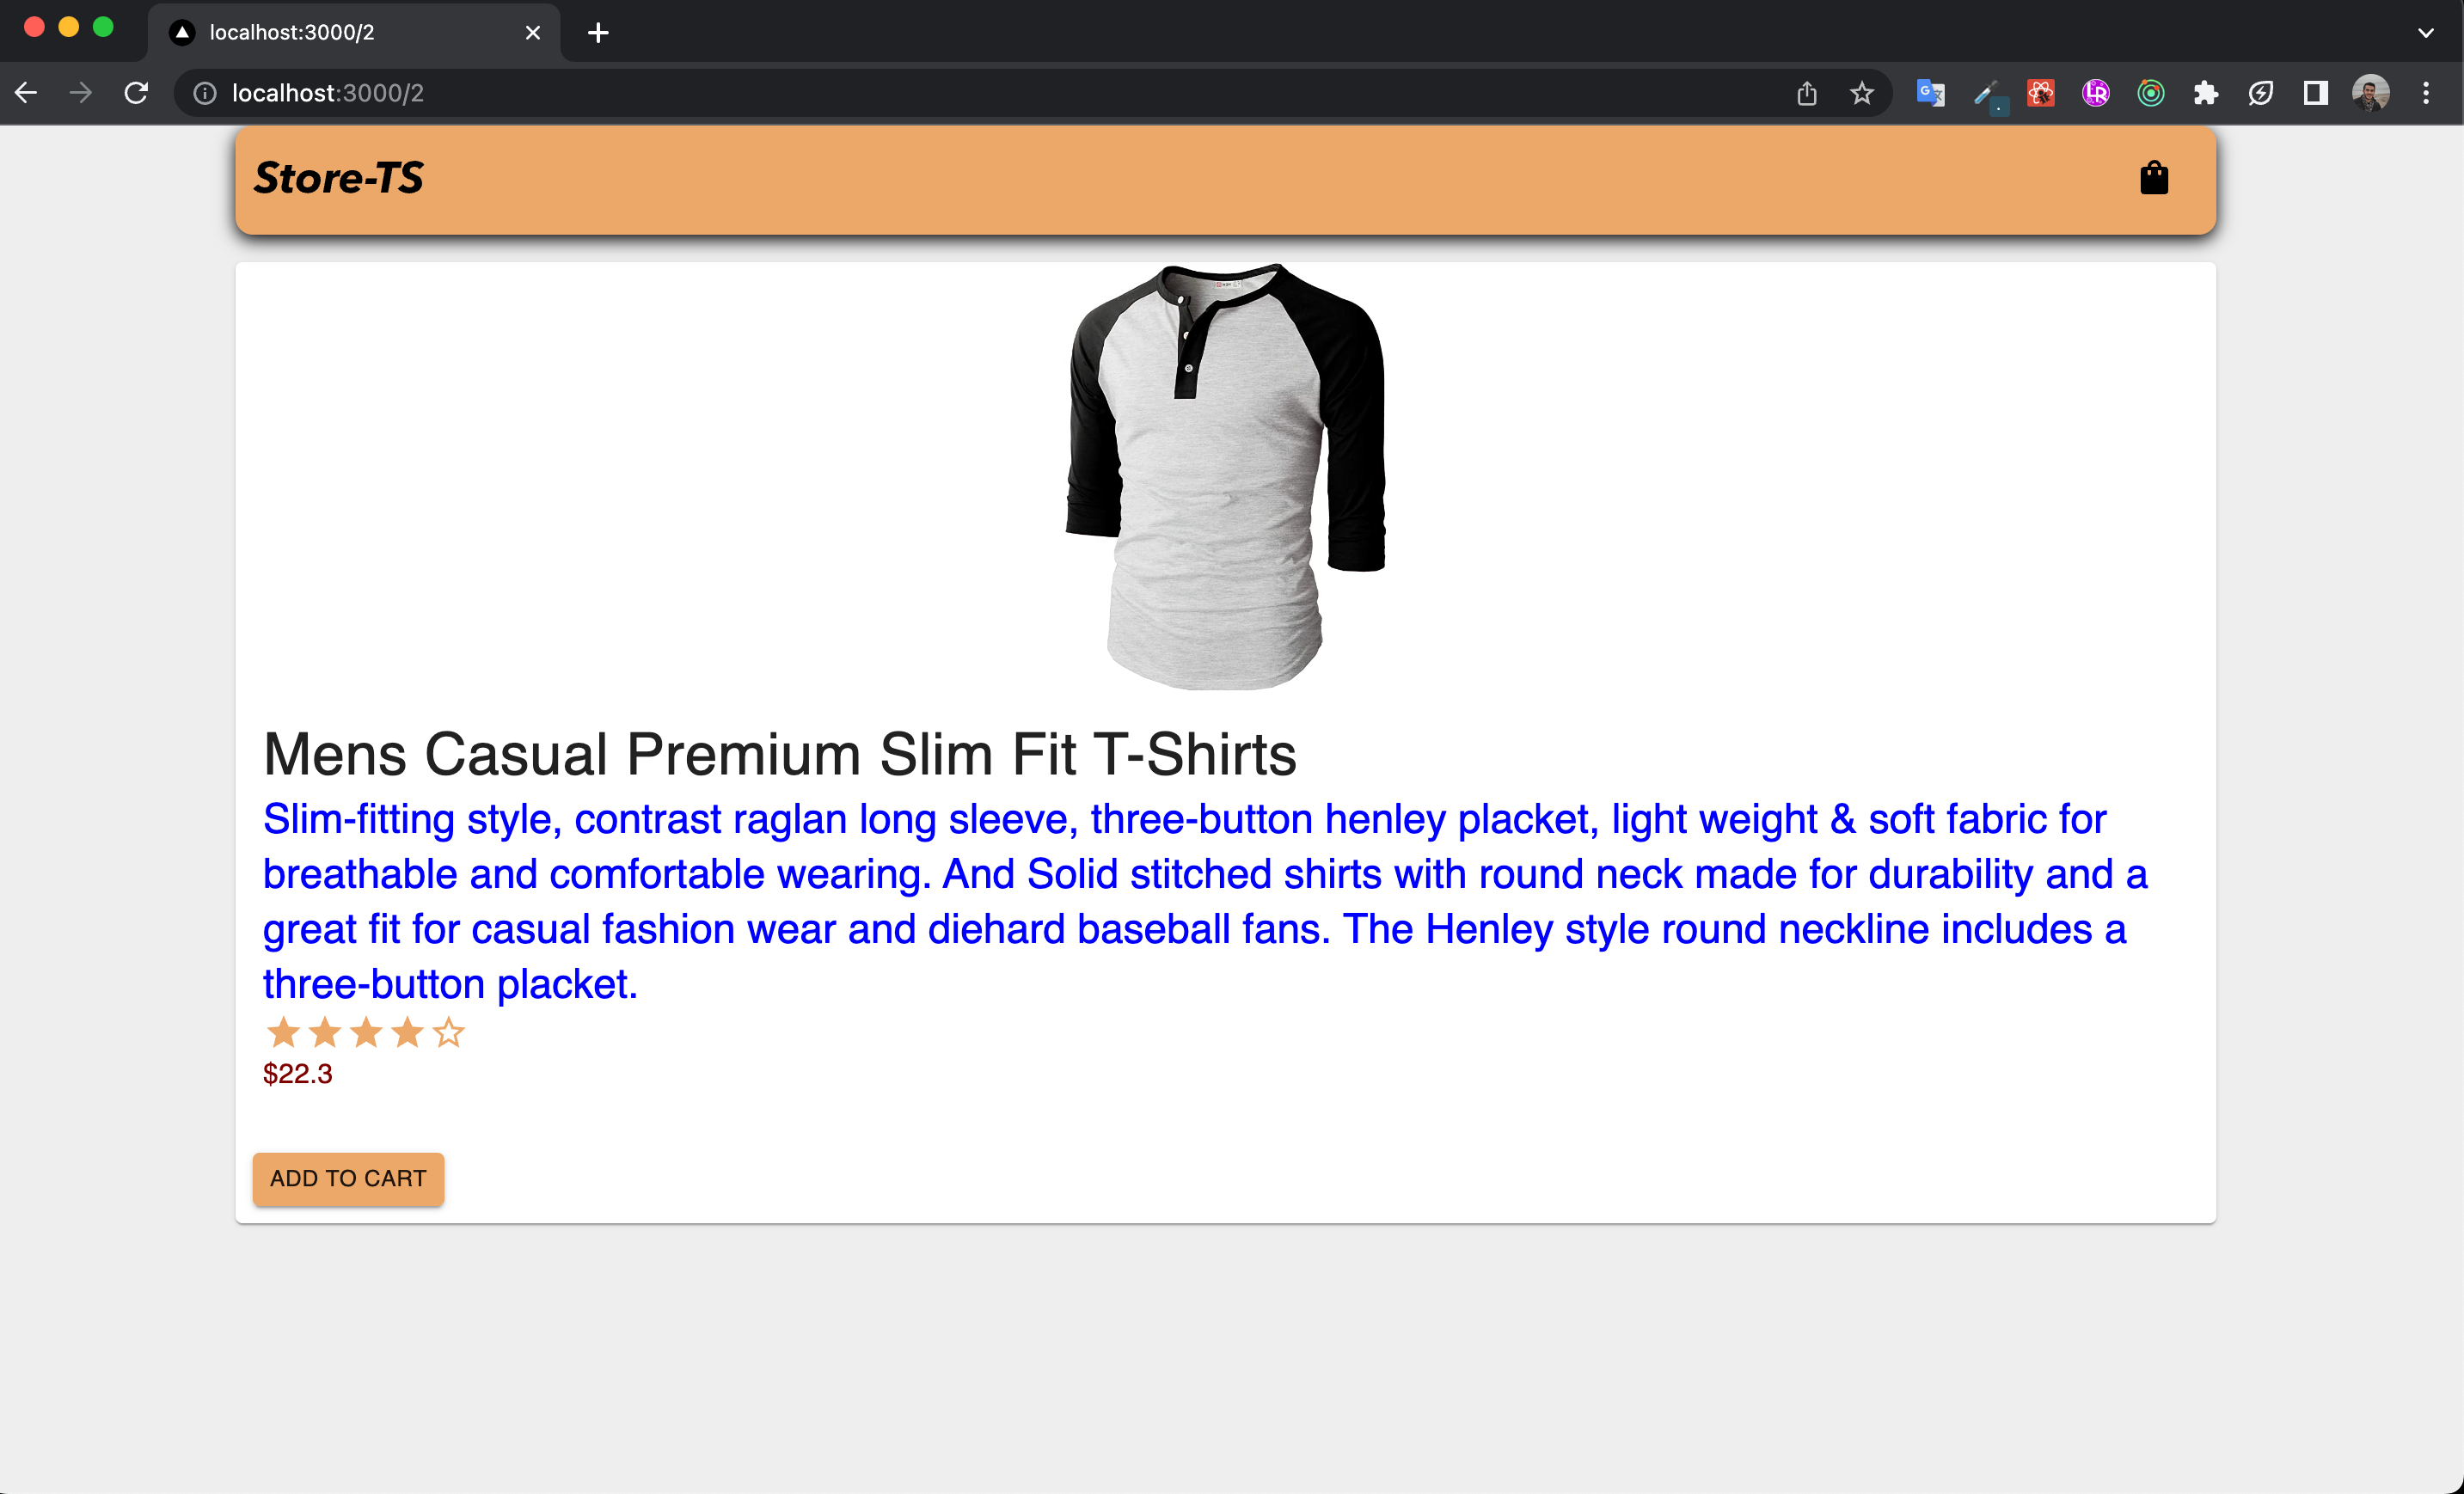 localhost:3000/2
localhost:3000/2
Store-TS
Mens Casual Premium Slim Fit T-Shirts
Slim-fitting style, contrast raglan long sleeve, three-button henley placket, light weight & soft fabric for
breathable and comfortable wearing. And Solid stitched shirts with round neck made for durability and a
great fit for casual fashion wear and diehard baseball fans. The Henley style round neckline includes a
three-button placket.
$22.3
ADD TO CART